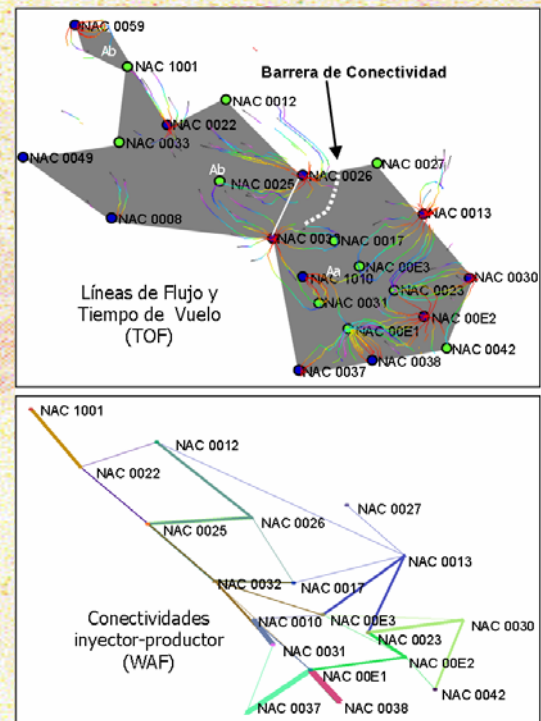 NAC 0059
Ab
NAC 1001
Barrera de Conectividad
NAC 0012
NAC 0022
NAC 0033
NAC 0049
Ab
NAC 0025
NAC 0026
NAC 0027
NAC 0008
NAC 0013
NAC 0017
Aa
NAC 00E3
NAC 1010
NAC 0030
NAC 0023
NAC 0031
NAC 00E2
NAC 00E1
NAC 0042
NAC 0038
NAC 0037
Líneas de Flujo y
Tiempo de Vuelo
(TOF)
NAC 1001
NAC 0012
NAC 0022
NAC 0027
NAC 0026
NAC 0025
NAC 0013
NAC 0032
NAC 0017
NAC 0010
NAC 00E3
NAC 0030
NAC 0023
NAC 0031
NAC 00E2
NAC 00E1
NAC 0042
NAC 0037
NAC 0038
Conectividades
inyector-productor
(WAF)